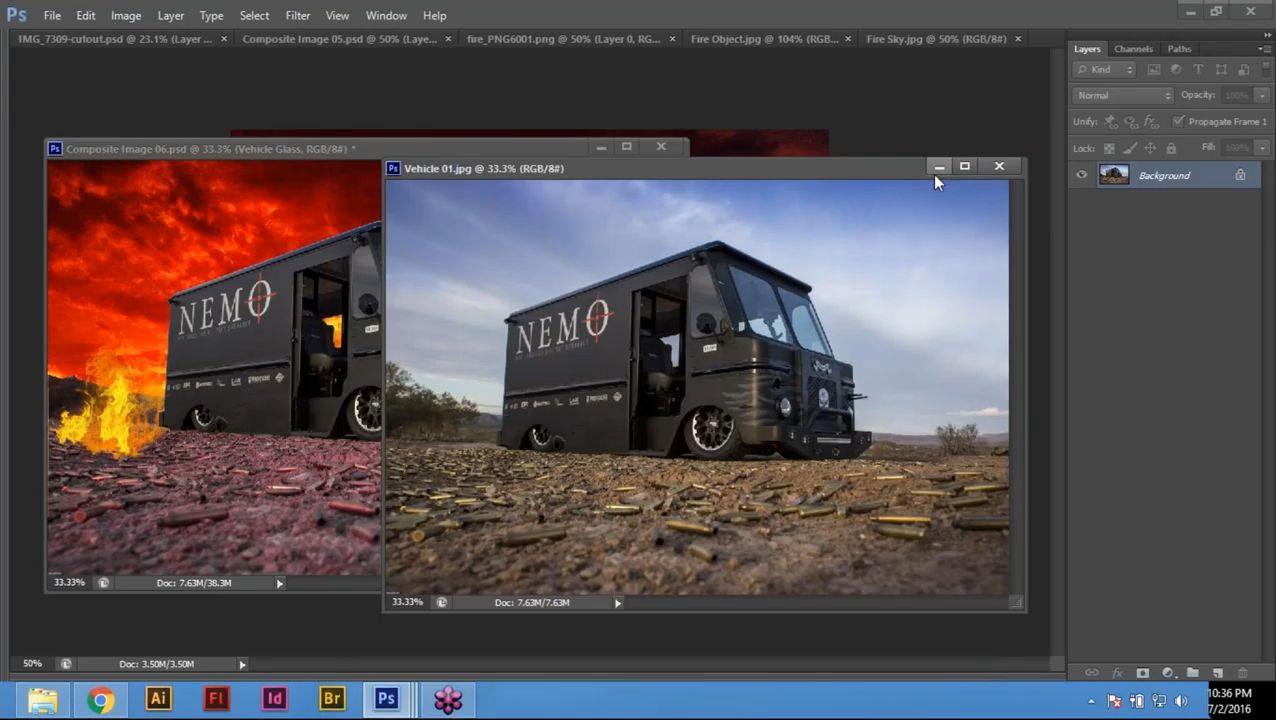 Ps File Edit Image Layer Type Select Filter View Window Help
IMG_7309-cutout.psd @ 23.1% (Layer ... × Composite Image 05.psd @ 50% (Laye... × fire_PNG6001.png @ 50% (Layer 0, RG... × Fire Object.jpg @ 104% (RGB... × Fire Sky.jpg @ 50% (RGB/8#) ×
Layers Channels Paths
Kind
Normal Opacity: 100%
Unify: Propagate Frame 1
Lock: Fill: 100%
Background
Composite Image 06.psd @ 33.3% (Vehicle Glass, RGB/8#) *
Vehicle 01.jpg @ 33.3% (RGB/8#)
NEMO
NEMO
33.33% Doc: 7.63M/38.3M
33.33% Doc: 7.63M/7.63M
50% Doc: 3.50M/3.50M
Ai Fl Id Br Ps
10:36 PM
7/2/2016